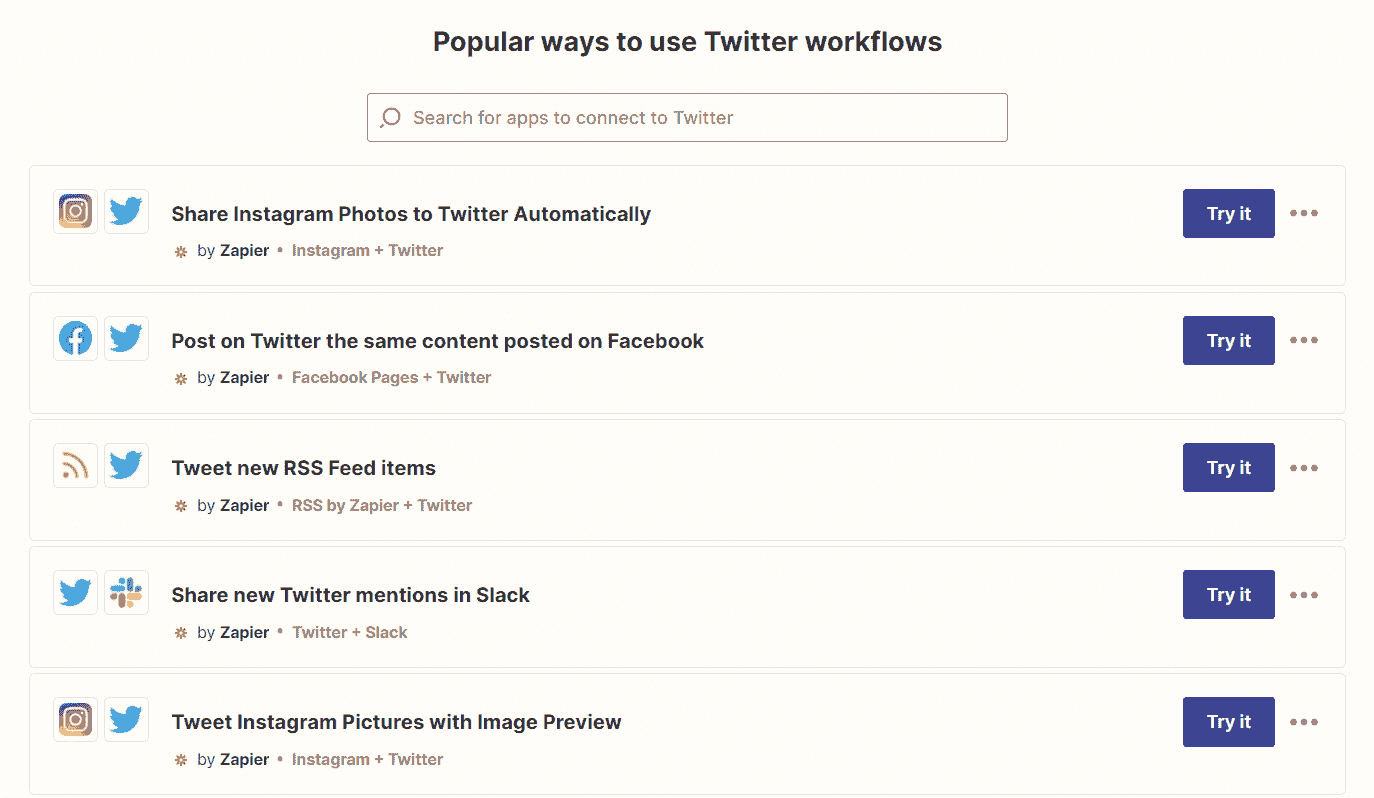 Popular ways to use Twitter workflows
Search for apps to connect to Twitter
Share Instagram Photos to Twitter Automatically
Try it
by Zapier • Instagram + Twitter
Post on Twitter the same content posted on Facebook
Try it
by Zapier • Facebook Pages + Twitter
Tweet new RSS Feed items
Try it
by Zapier • RSS by Zapier + Twitter
Share new Twitter mentions in Slack
Try it
by Zapier • Twitter + Slack
Tweet Instagram Pictures with Image Preview
Try it
by Zapier • Instagram + Twitter